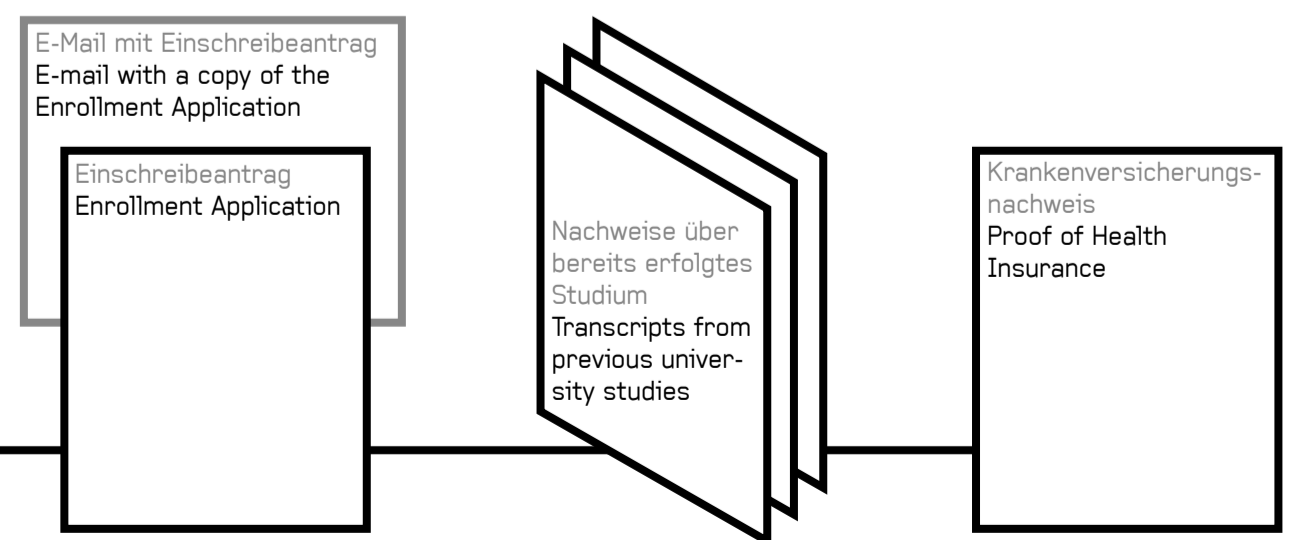 E-Mail mit Einschreibeantrag
E-mail with a copy of the
Enrollment Application
Einschreibeantrag
Enrollment Application
Nachweise über
bereits erfolgtes
Studium
Transcripts from
previous univer-
sity studies
Krankenversicherungs-
nachweis
Proof of Health
Insurance